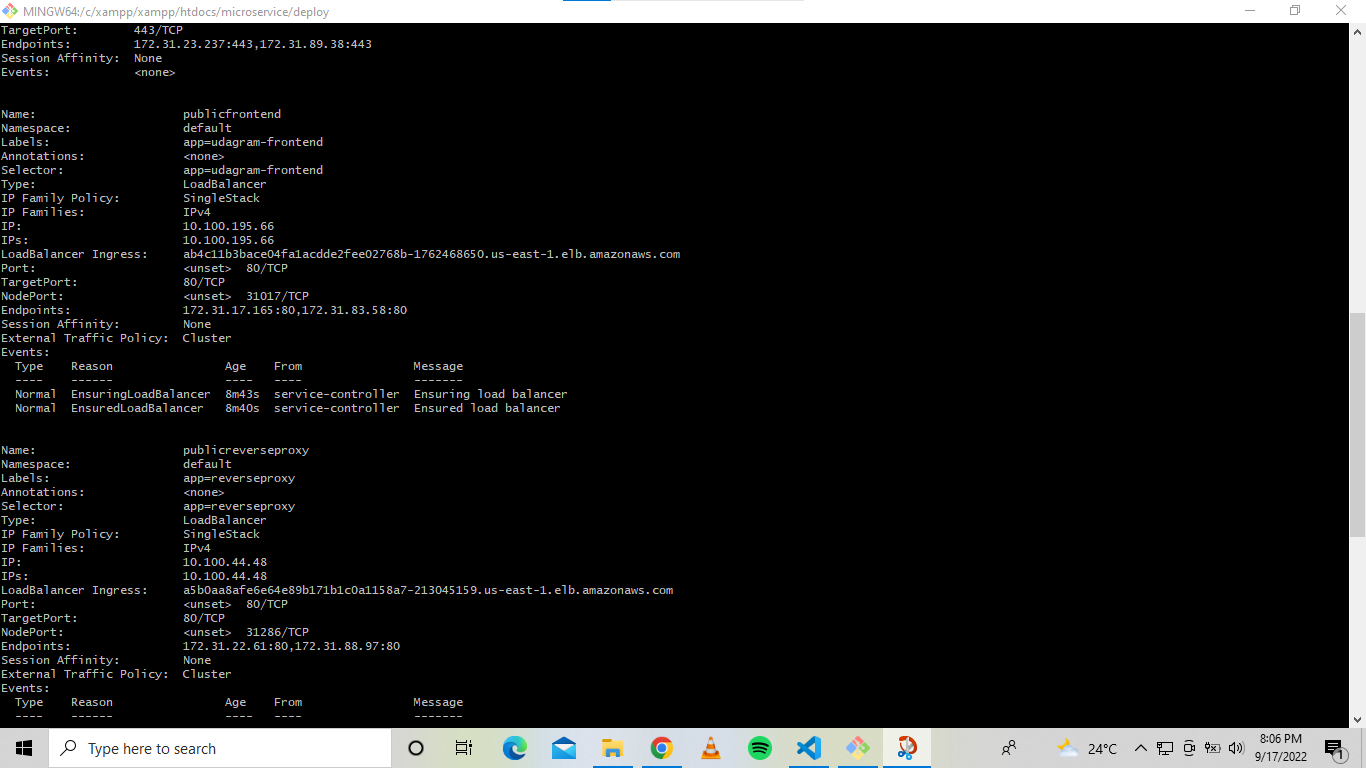 MINGW64:/c/xampp/xampp/htdocs/microservice/deploy
TargetPort:        443/TCP
Endpoints:         172.31.23.237:443,172.31.89.38:443
Session Affinity:  None
Events:            <none>
Name:                     publicfrontend
Namespace:                default
Labels:                   app=udagram-frontend
Annotations:              <none>
Selector:                 app=udagram-frontend
Type:                     LoadBalancer
IP Family Policy:         SingleStack
IP Families:              IPv4
IP:                       10.100.195.66
IPs:                      10.100.195.66
LoadBalancer Ingress:     ab4c11b3bace04fa1acdde2fee02768b-1762468650.us-east-1.elb.amazonaws.com
Port:                     <unset>  80/TCP
TargetPort:               80/TCP
NodePort:                 <unset>  31017/TCP
Endpoints:                172.31.17.165:80,172.31.83.58:80
Session Affinity:         None
External Traffic Policy:  Cluster
Events:
  Type    Reason                Age    From                Message
  ----    ------                ----   ----                -------
  Normal  EnsuringLoadBalancer  8m43s  service-controller  Ensuring load balancer
  Normal  EnsuredLoadBalancer   8m40s  service-controller  Ensured load balancer
Name:                     publicreverseproxy
Namespace:                default
Labels:                   app=reverseproxy
Annotations:              <none>
Selector:                 app=reverseproxy
Type:                     LoadBalancer
IP Family Policy:         SingleStack
IP Families:              IPv4
IP:                       10.100.44.48
IPs:                      10.100.44.48
LoadBalancer Ingress:     a5b0aa8afe6e64e89b171b1c0a1158a7-213045159.us-east-1.elb.amazonaws.com
Port:                     <unset>  80/TCP
TargetPort:               80/TCP
NodePort:                 <unset>  31286/TCP
Endpoints:                172.31.22.61:80,172.31.88.97:80
Session Affinity:         None
External Traffic Policy:  Cluster
Events:
  Type    Reason                Age    From                Message
  ----    ------                ----   ----                -------
Type here to search
24°C
8:06 PM
9/17/2022
1